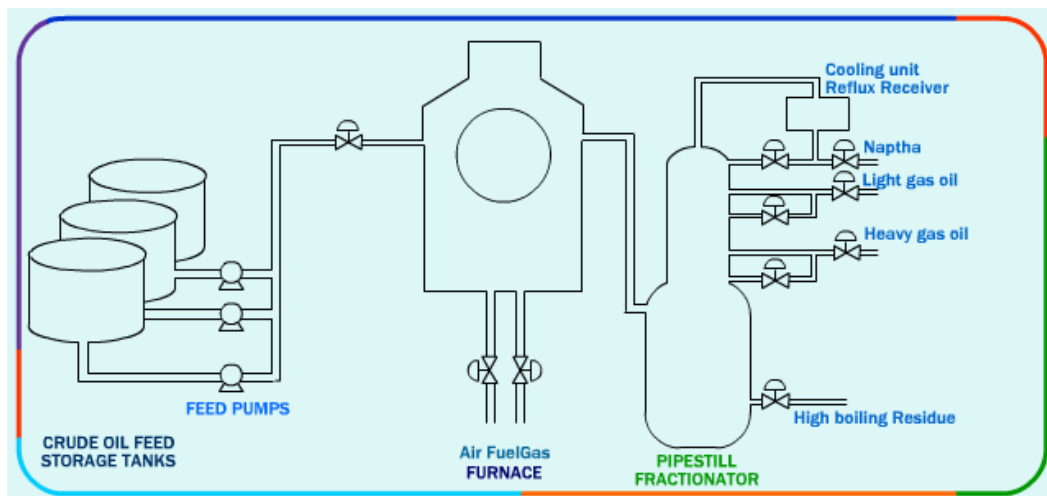 Cooling unit
Reflux Receiver
Naptha
Light gas oil
Heavy gas oil
High boiling Residue
FEED PUMPS
CRUDE OIL FEED
STORAGE TANKS
Air FuelGas
FURNACE
PIPESTILL
FRACTIONATOR